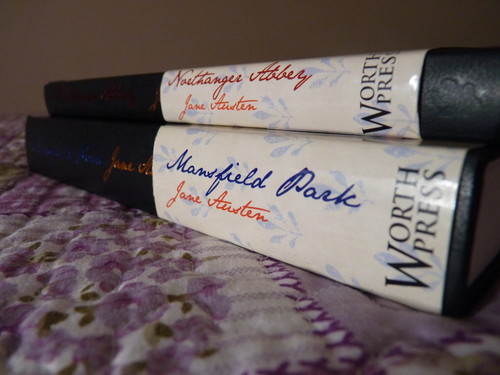 Northanger Abbey
Jane Austen
WORTH
PRESS
Mansfield Park
Jane Austen
WORTH
PRESS